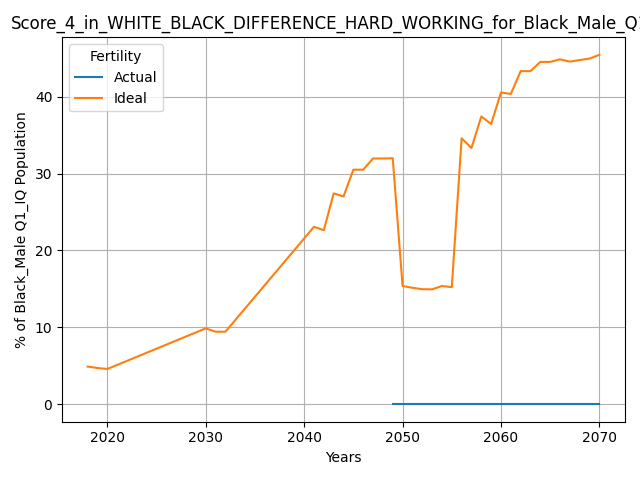 Score_4_in_WHITE_BLACK_DIFFERENCE_HARD_WORKING_for_Black_Male_Q1
Fertility
Actual
Ideal
% of Black_Male Q1_IQ Population
40
30
20
10
0
2020 2030 2040 2050 2060 2070
Years